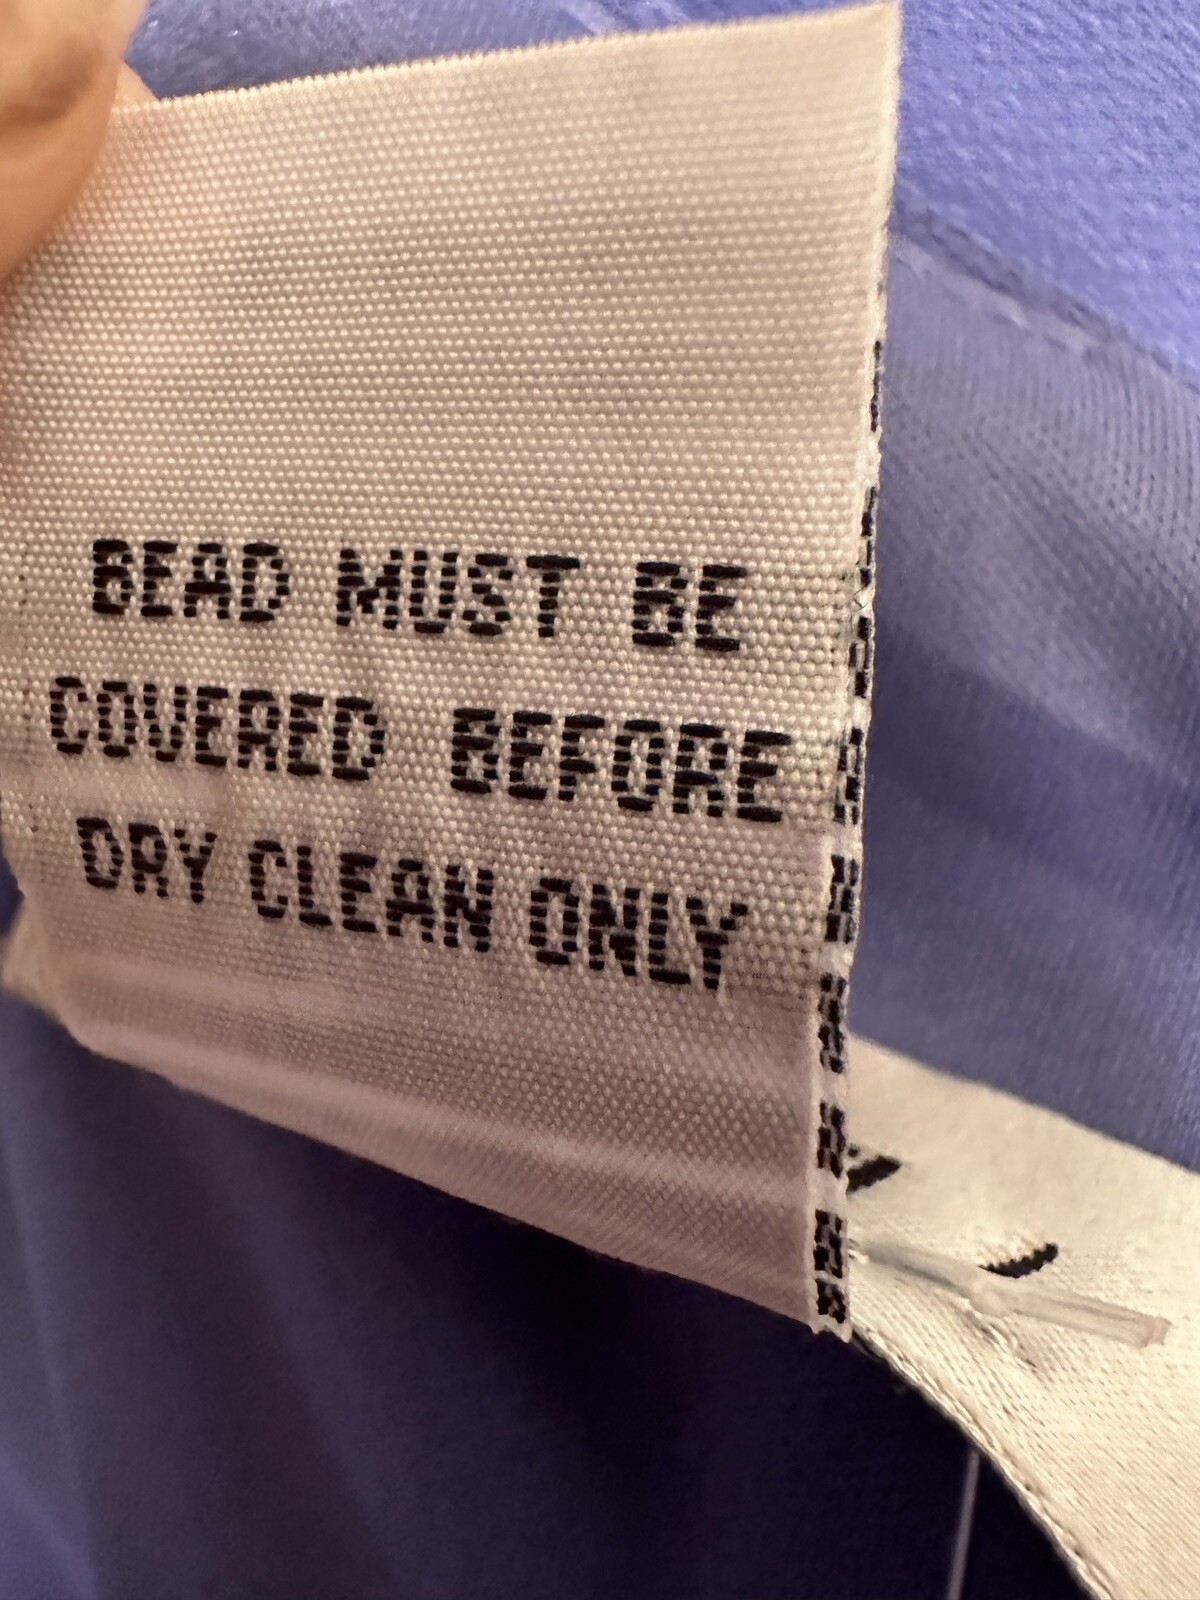 BEAD MUST BE
COVERED BEFORE
DRY CLEAN ONLY